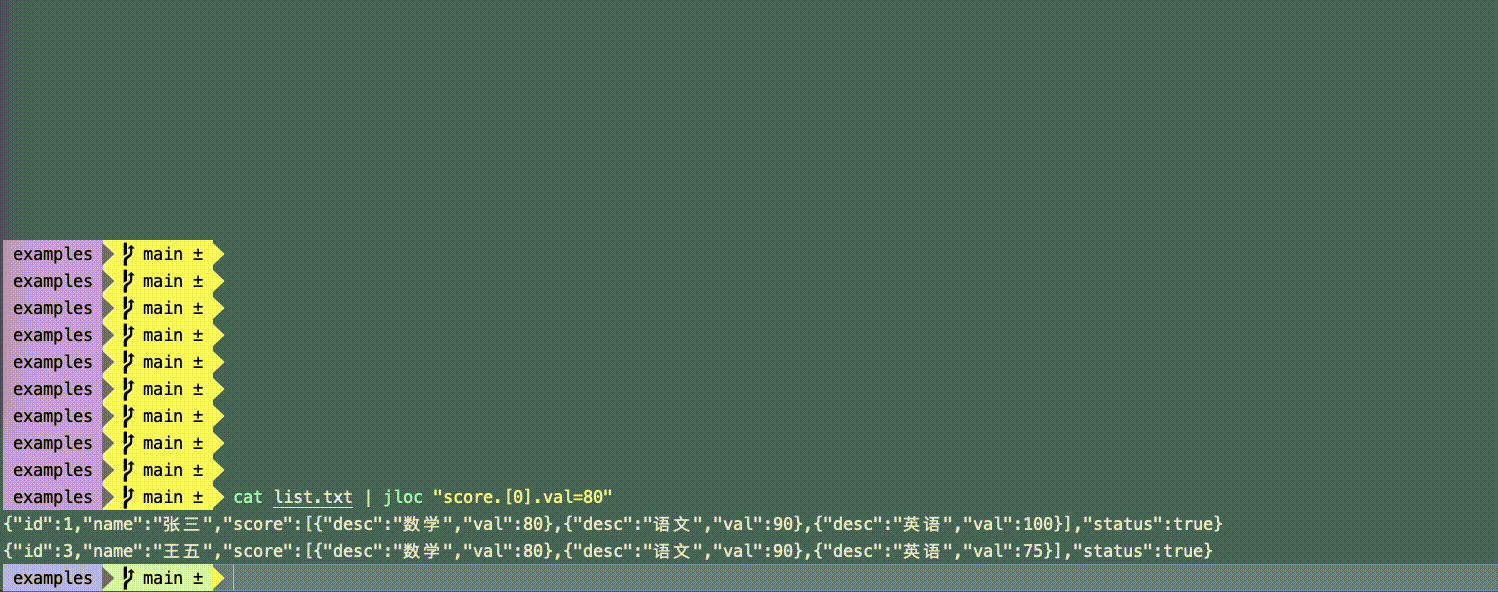 examples main ±
examples main ±
examples main ±
examples main ±
examples main ±
examples main ±
examples main ±
examples main ±
examples main ±
examples main ± cat list.txt | jloc "score.[0].val=80"
{"id":1,"name":"张三","score":[{"desc":"数学","val":80},{"desc":"语文","val":90},{"desc":"英语","val":100}],"status":true}
{"id":3,"name":"王五","score":[{"desc":"数学","val":80},{"desc":"语文","val":90},{"desc":"英语","val":75}],"status":true}
examples main ±